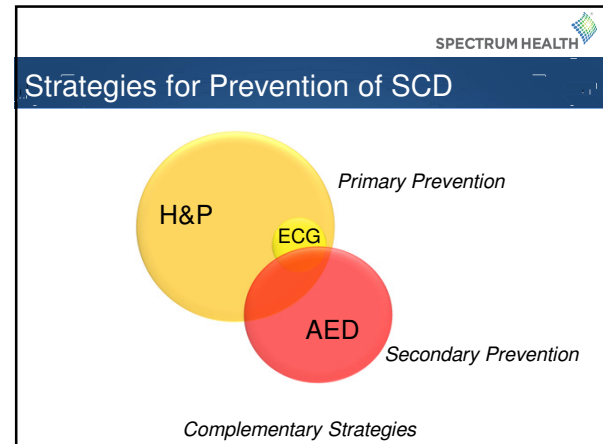 SPECTRUM HEALTH
Strategies for Prevention of SCD
Primary Prevention
H&P
ECG
AED
Secondary Prevention
Complementary Strategies